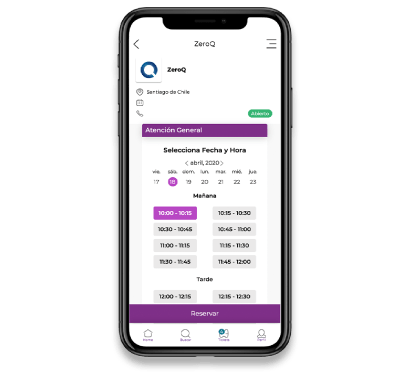 ZeroQ
ZeroQ
Santiago de Chile
Abierto
Atención General
Selecciona Fecha y Hora
< abril, 2020 >
vie. sáb. dom. lun. mar. mié. jue.
17 18 19 20 21 22 23
Mañana
10:00 - 10:15 10:15 - 10:30
10:30 - 10:45 10:45 - 11:00
11:00 - 11:15 11:15 - 11:30
11:30 - 11:45 11:45 - 12:00
Tarde
12:00 - 12:15 12:15 - 12:30
Reservar
Home Buscar Tickets Perfil